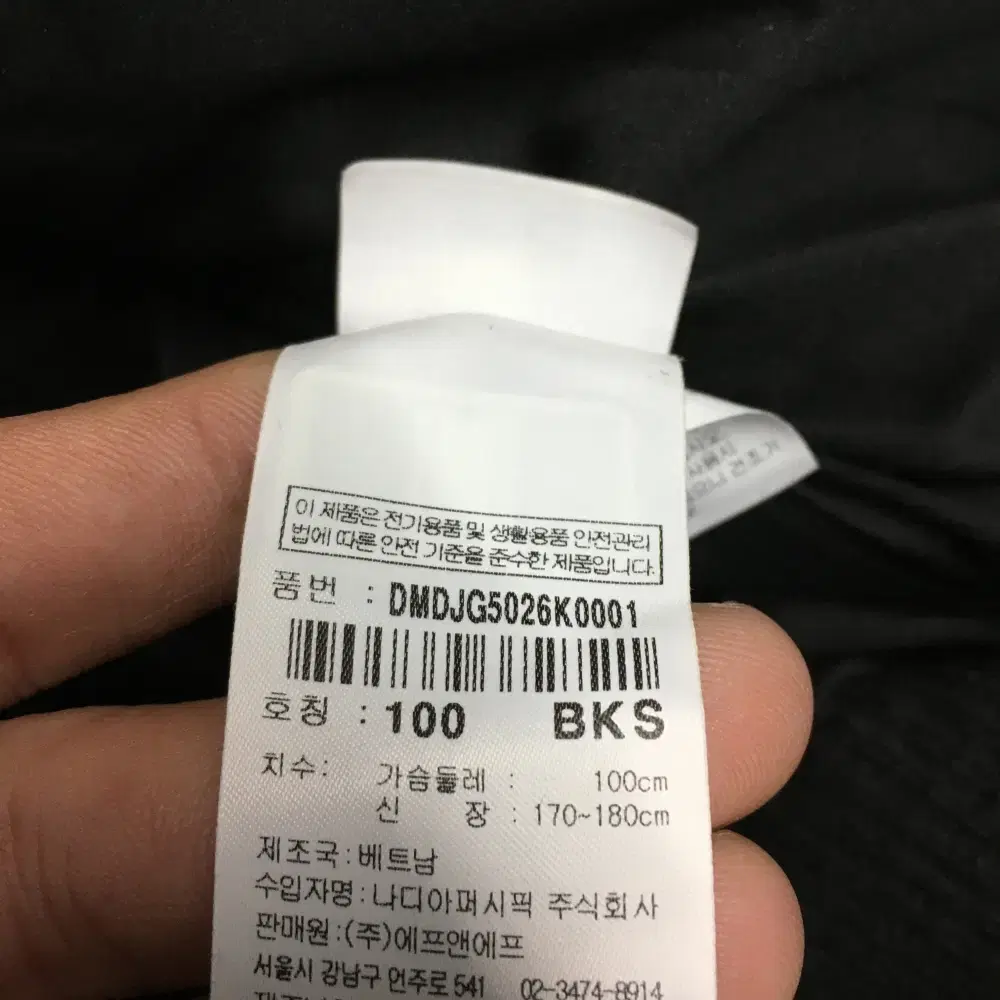 이 제품은 전기용품 및 생활용품 안전관리
법에 따른 안전 기준을 준수한 제품입니다.
품번 : DMDJG5026K0001
호칭 : 100 BKS
치수: 가슴둘레 : 100cm
신 장 : 170~180cm
제조국:베트남
수입자명:나디아퍼시픽 주식회사
판매원:(주)에프앤에프
서울시 강남구 언주로 541 02-3474-8914